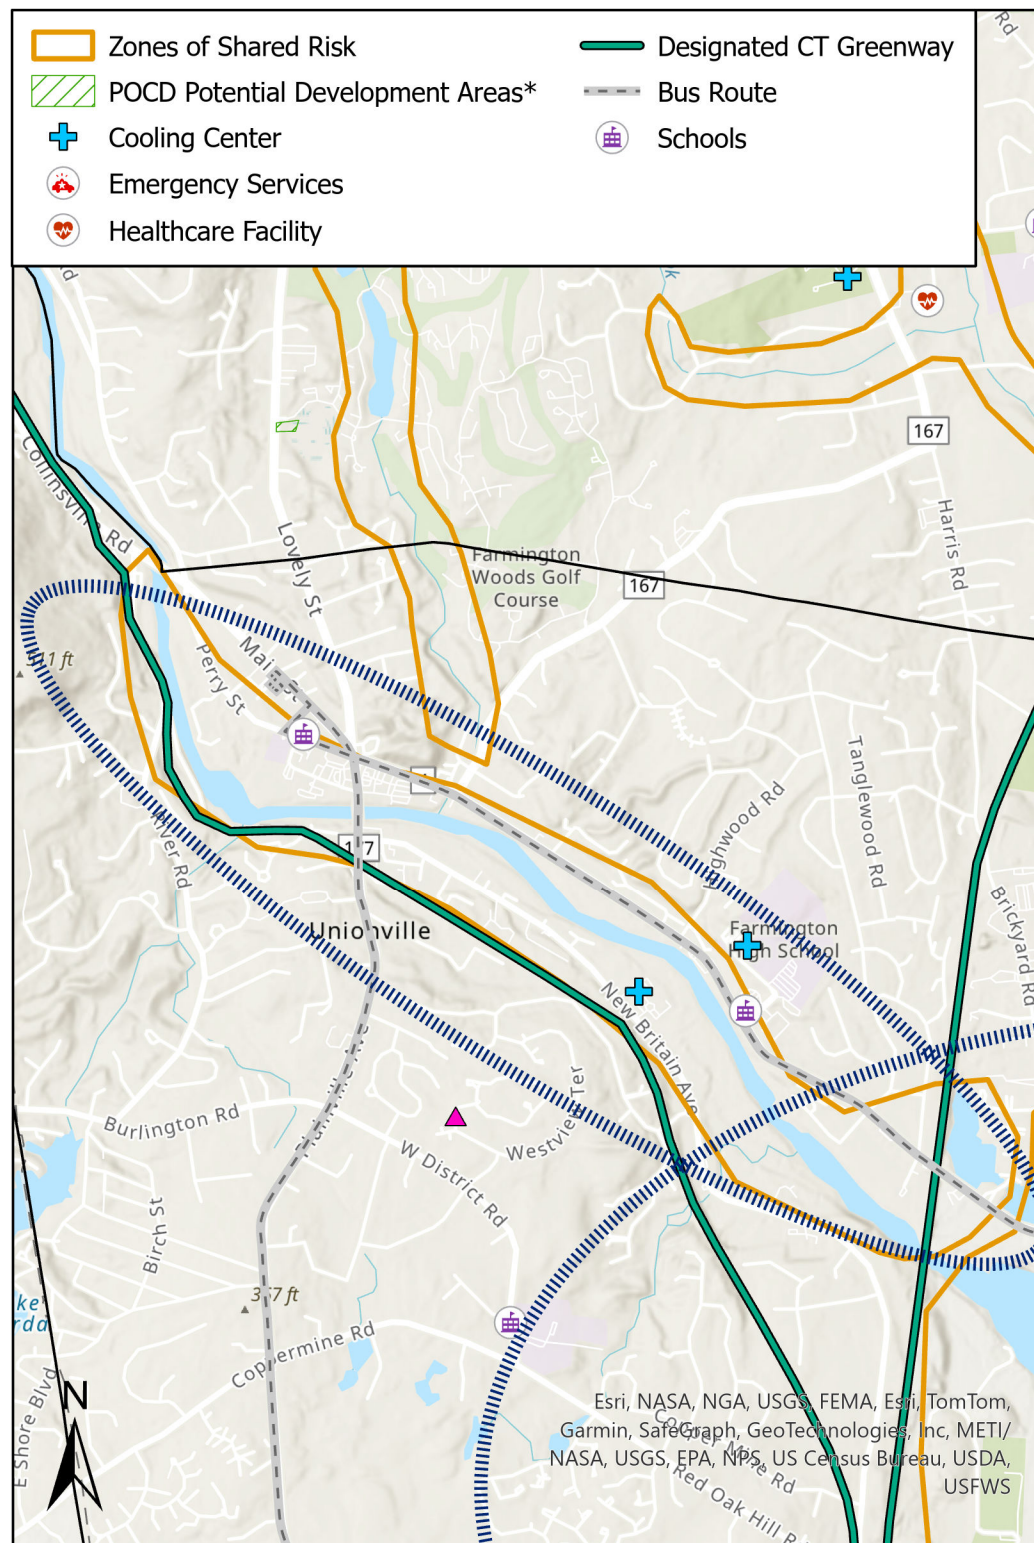 Zones of Shared Risk
POCD Potential Development Areas*
Cooling Center
Emergency Services
Healthcare Facility
Designated CT Greenway
Bus Route
Schools
Rd
Rd
k
167
Collinsville Rd
Harris Rd
Lovely St
Farmington
Woods Golf
Course
167
Perry St
Main St
Tanglewood Rd
Highwood Rd
River Rd
Brickyard Rd
Unionville
Farmington
High School
New Britain Ave
Burlington Rd
Westview Ter
W District Rd
Birch St
Coppermine Rd
E Shore Blvd
N
Esri, NASA, NGA, USGS, FEMA, Esri, TomTom,
Garmin, SafeGraph, GeoTechnologies, Inc, METI/
NASA, USGS, EPA, NPS, US Census Bureau, USDA,
USFWS
Red Oak Hill R